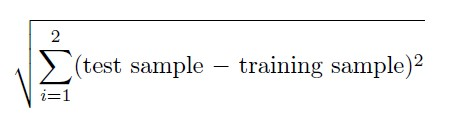 √∑_{i=1}^{2}(test sample − training sample)²